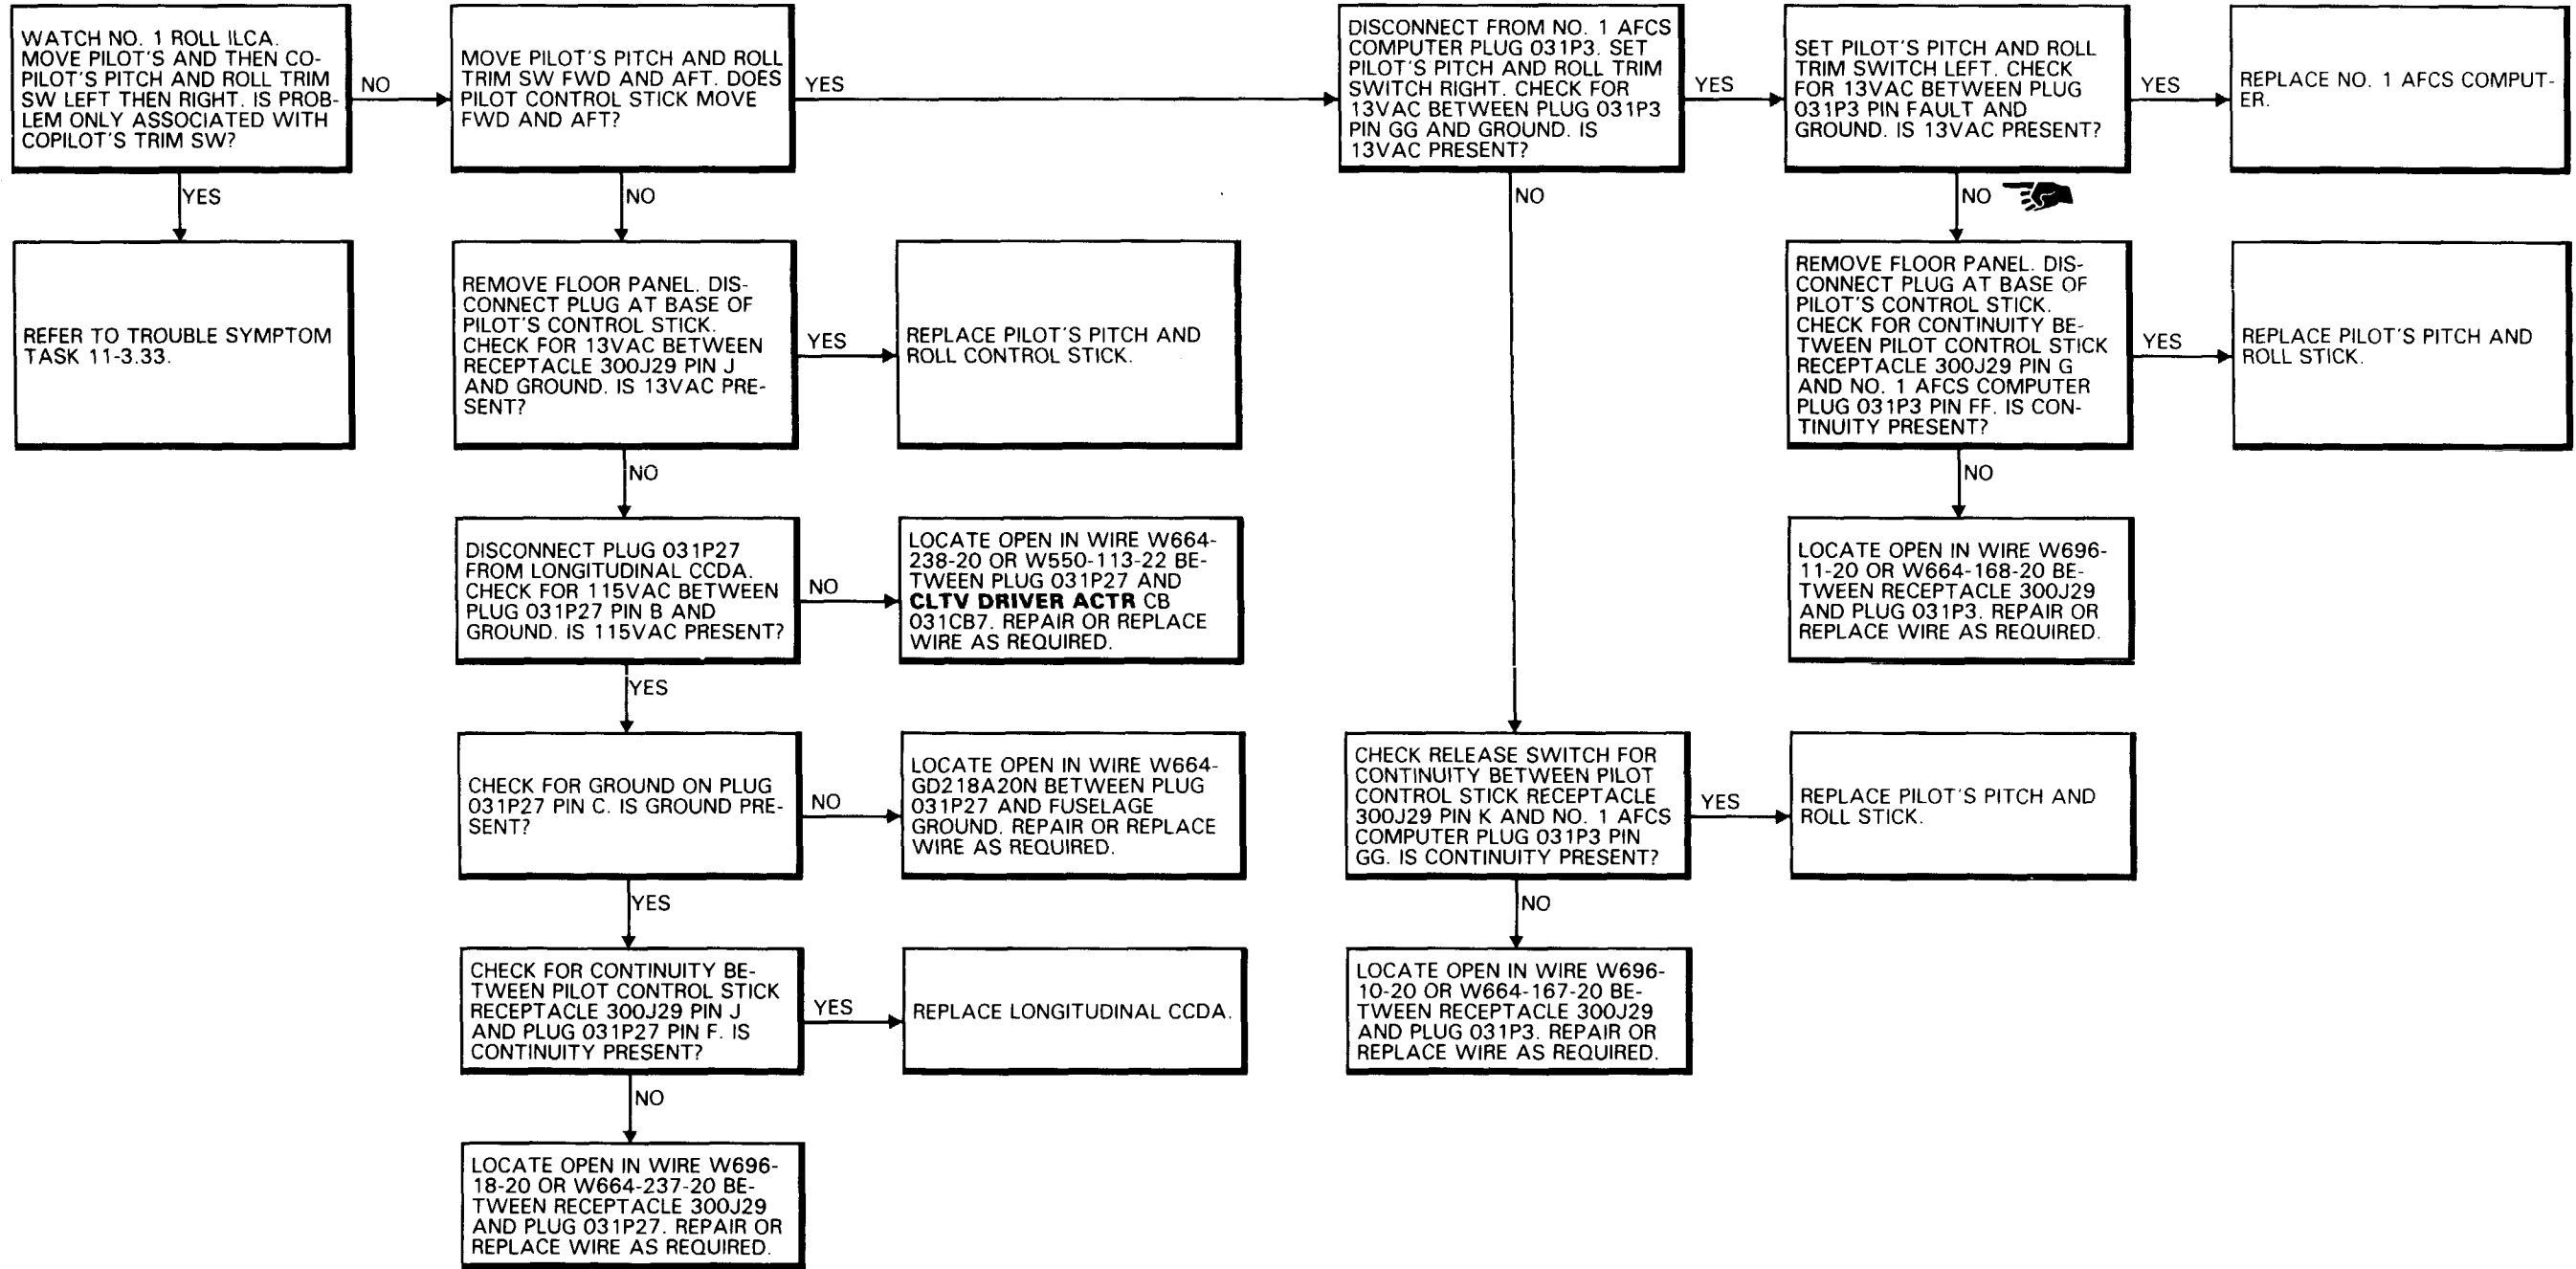 WATCH NO. 1 ROLL ILCA.
MOVE PILOT'S AND THEN CO-
PILOT'S PITCH AND ROLL TRIM
SW LEFT THEN RIGHT. IS PROB-
LEM ONLY ASSOCIATED WITH
COPILOT'S TRIM SW?
NO
MOVE PILOT'S PITCH AND ROLL
TRIM SW FWD AND AFT. DOES
PILOT CONTROL STICK MOVE
FWD AND AFT?
YES
DISCONNECT FROM NO. 1 AFCS
COMPUTER PLUG 031P3. SET
PILOT'S PITCH AND ROLL TRIM
SWITCH RIGHT. CHECK FOR
13VAC BETWEEN PLUG 031P3
PIN GG AND GROUND. IS
13VAC PRESENT?
YES
SET PILOT'S PITCH AND ROLL
TRIM SWITCH LEFT. CHECK
FOR 13VAC BETWEEN PLUG
031P3 PIN FAULT AND
GROUND. IS 13VAC PRESENT?
YES
REPLACE NO. 1 AFCS COMPUT-
ER.
YES
NO
NO
NO
REFER TO TROUBLE SYMPTOM
TASK 11-3.33.
REMOVE FLOOR PANEL. DIS-
CONNECT PLUG AT BASE OF
PILOT'S CONTROL STICK.
CHECK FOR 13VAC BETWEEN
RECEPTACLE 300J29 PIN J
AND GROUND. IS 13VAC PRE-
SENT?
YES
REPLACE PILOT'S PITCH AND
ROLL CONTROL STICK.
REMOVE FLOOR PANEL. DIS-
CONNECT PLUG AT BASE OF
PILOT'S CONTROL STICK.
CHECK FOR CONTINUITY BE-
TWEEN PILOT CONTROL STICK
RECEPTACLE 300J29 PIN G
AND NO. 1 AFCS COMPUTER
PLUG 031P3 PIN FF. IS CON-
TINUITY PRESENT?
YES
REPLACE PILOT'S PITCH AND
ROLL STICK.
NO
NO
DISCONNECT PLUG 031P27
FROM LONGITUDINAL CCDA.
CHECK FOR 115VAC BETWEEN
PLUG 031P27 PIN B AND
GROUND. IS 115VAC PRESENT?
NO
LOCATE OPEN IN WIRE W664-
238-20 OR W550-113-22 BE-
TWEEN PLUG 031P27 AND
CLTV DRIVER ACTR CB
031CB7. REPAIR OR REPLACE
WIRE AS REQUIRED.
LOCATE OPEN IN WIRE W696-
11-20 OR W664-168-20 BE-
TWEEN RECEPTACLE 300J29
AND PLUG 031P3. REPAIR OR
REPLACE WIRE AS REQUIRED.
YES
CHECK FOR GROUND ON PLUG
031P27 PIN C. IS GROUND PRE-
SENT?
NO
LOCATE OPEN IN WIRE W664-
GD218A20N BETWEEN PLUG
031P27 AND FUSELAGE
GROUND. REPAIR OR REPLACE
WIRE AS REQUIRED.
CHECK RELEASE SWITCH FOR
CONTINUITY BETWEEN PILOT
CONTROL STICK RECEPTACLE
300J29 PIN K AND NO. 1 AFCS
COMPUTER PLUG 031P3 PIN
GG. IS CONTINUITY PRESENT?
YES
REPLACE PILOT'S PITCH AND
ROLL STICK.
YES
NO
CHECK FOR CONTINUITY BE-
TWEEN PILOT CONTROL STICK
RECEPTACLE 300J29 PIN J
AND PLUG 031P27 PIN F. IS
CONTINUITY PRESENT?
YES
REPLACE LONGITUDINAL CCDA.
LOCATE OPEN IN WIRE W696-
10-20 OR W664-167-20 BE-
TWEEN RECEPTACLE 300J29
AND PLUG 031P3. REPAIR OR
REPLACE WIRE AS REQUIRED.
NO
LOCATE OPEN IN WIRE W696-
18-20 OR W664-237-20 BE-
TWEEN RECEPTACLE 300J29
AND PLUG 031P27. REPAIR OR
REPLACE WIRE AS REQUIRED.